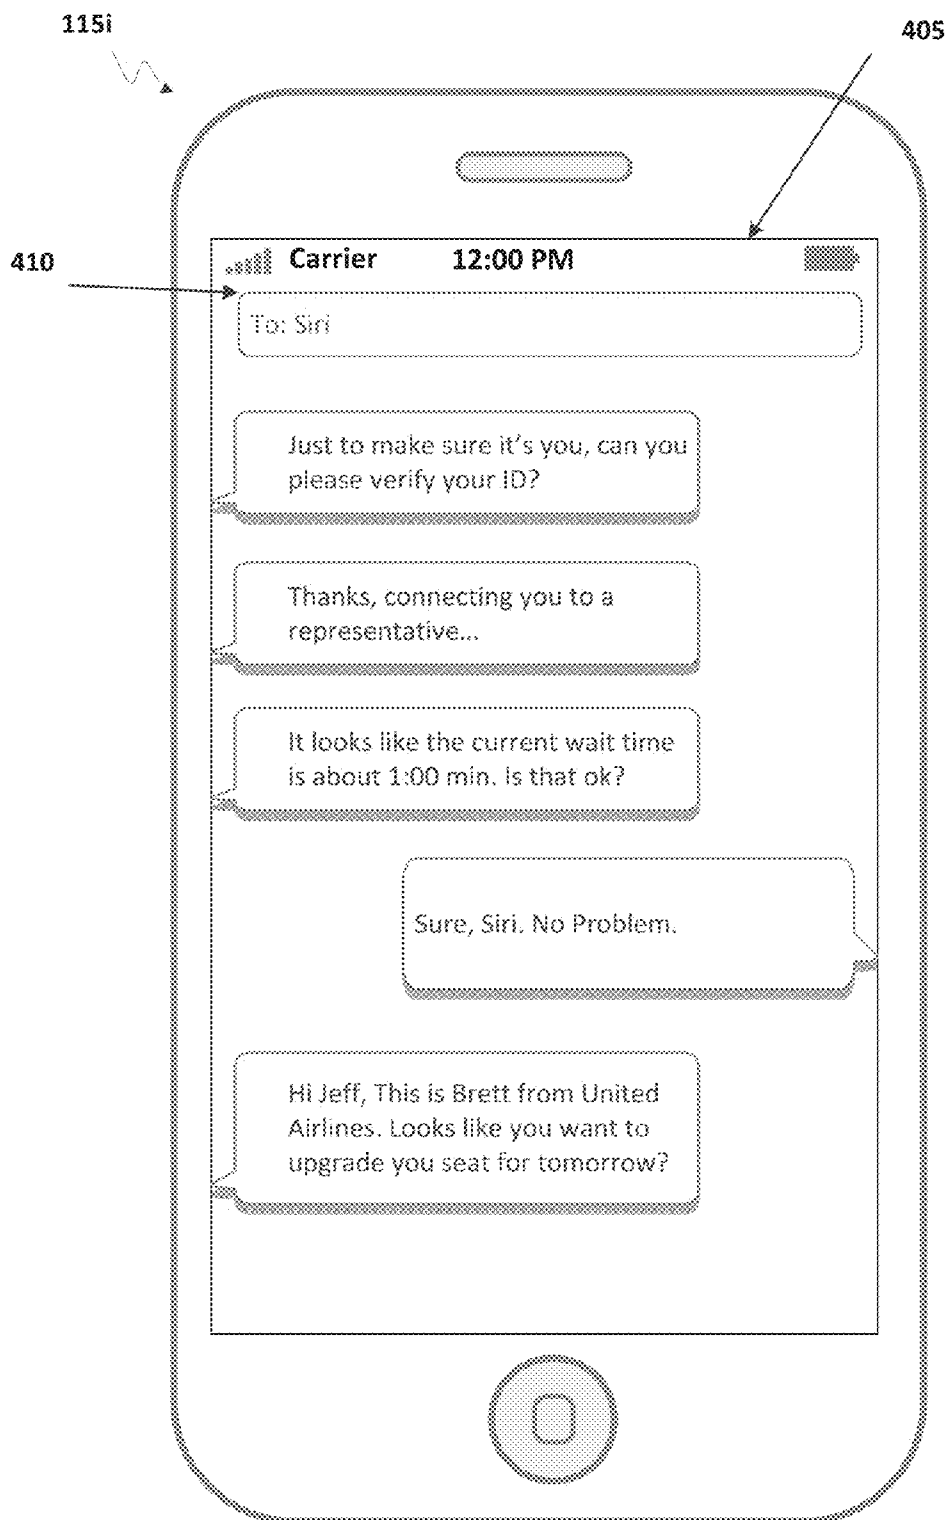 115i
405
410
Carrier 12:00 PM
To: Siri
Just to make sure it's you, can you
please verify your ID?
Thanks, connecting you to a
representative...
It looks like the current wait time
is about 1:00 min. Is that ok?
Sure, Siri. No Problem.
Hi Jeff, This is Brett from United
Airlines. Looks like you want to
upgrade you seat for tomorrow?